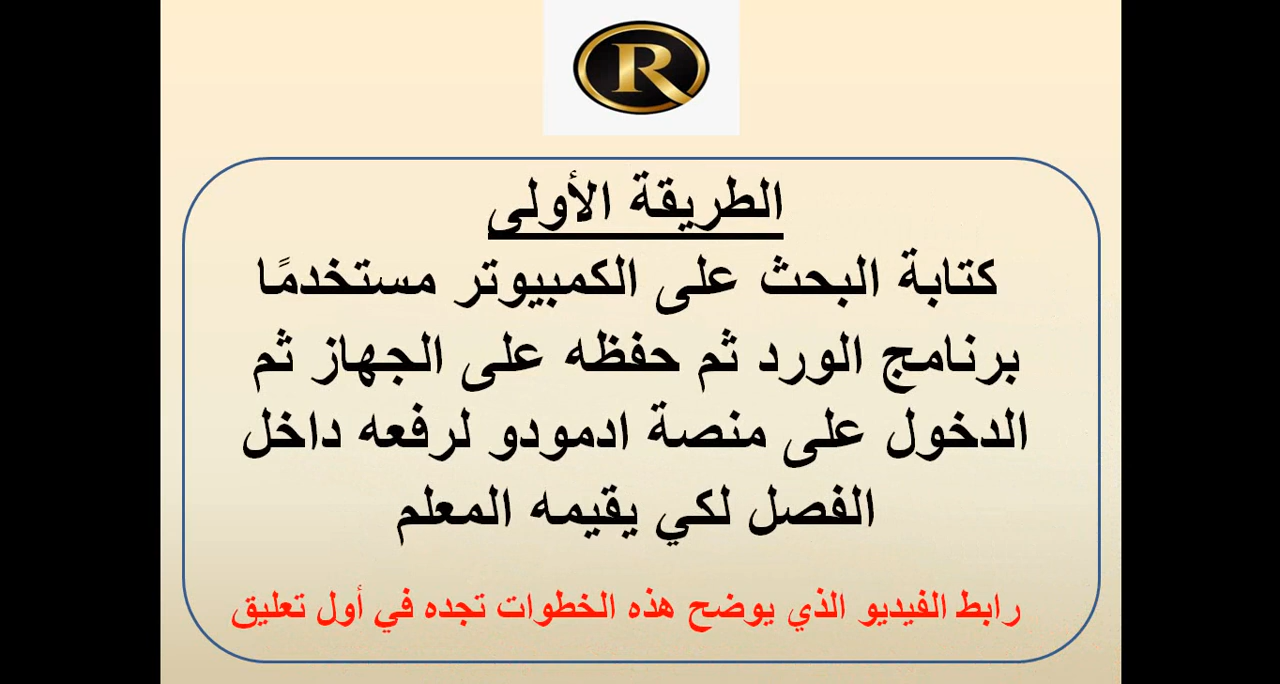 R
الطريقة الأولى
كتابة البحث على الكمبيوتر مستخدمًا
برنامج الورد ثم حفظه على الجهاز ثم
الدخول على منصة ادمودو لرفعه داخل
الفصل لكي يقيمه المعلم
رابط الفيديو الذي يوضح هذه الخطوات تجده في أول تعليق